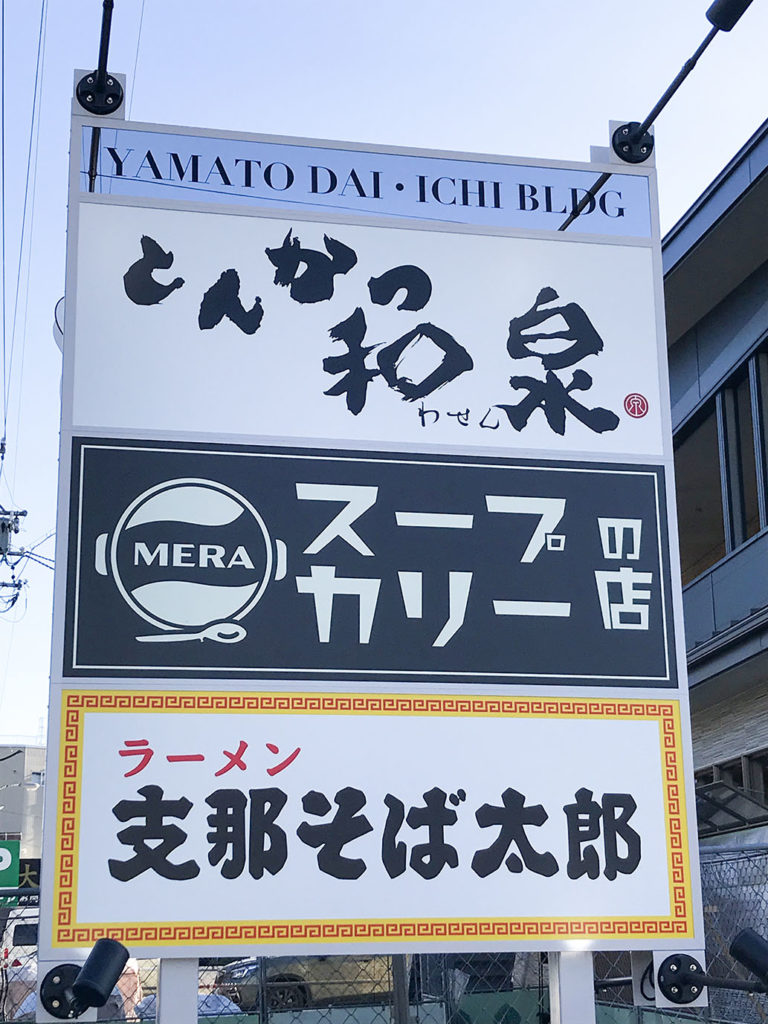 YAMATO DAI・ICHI BLDG
とんかつ
和泉
わせん
MERA
スープ
カリー
の店
ラーメン
支那そば太郎
P
大